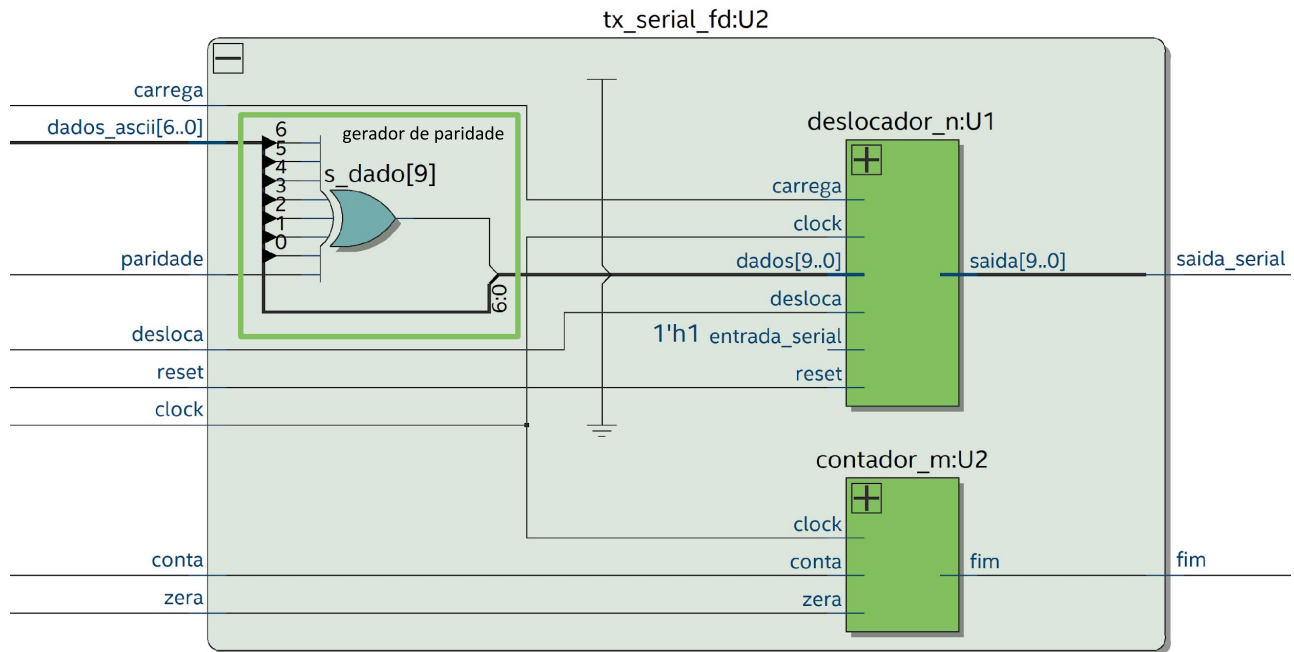 tx_serial_fd:U2
carrega
dados_ascii[6..0]
6
5
4
3
2
1
0
gerador de paridade
s_dado[9]
6:0
paridade
desloca
reset
clock
conta
zera
deslocador_n:U1
carrega
clock
dados[9..0]
desloca
1'h1 entrada_serial
reset
saida[9..0]
saida_serial
contador_m:U2
clock
conta
zera
fim
fim